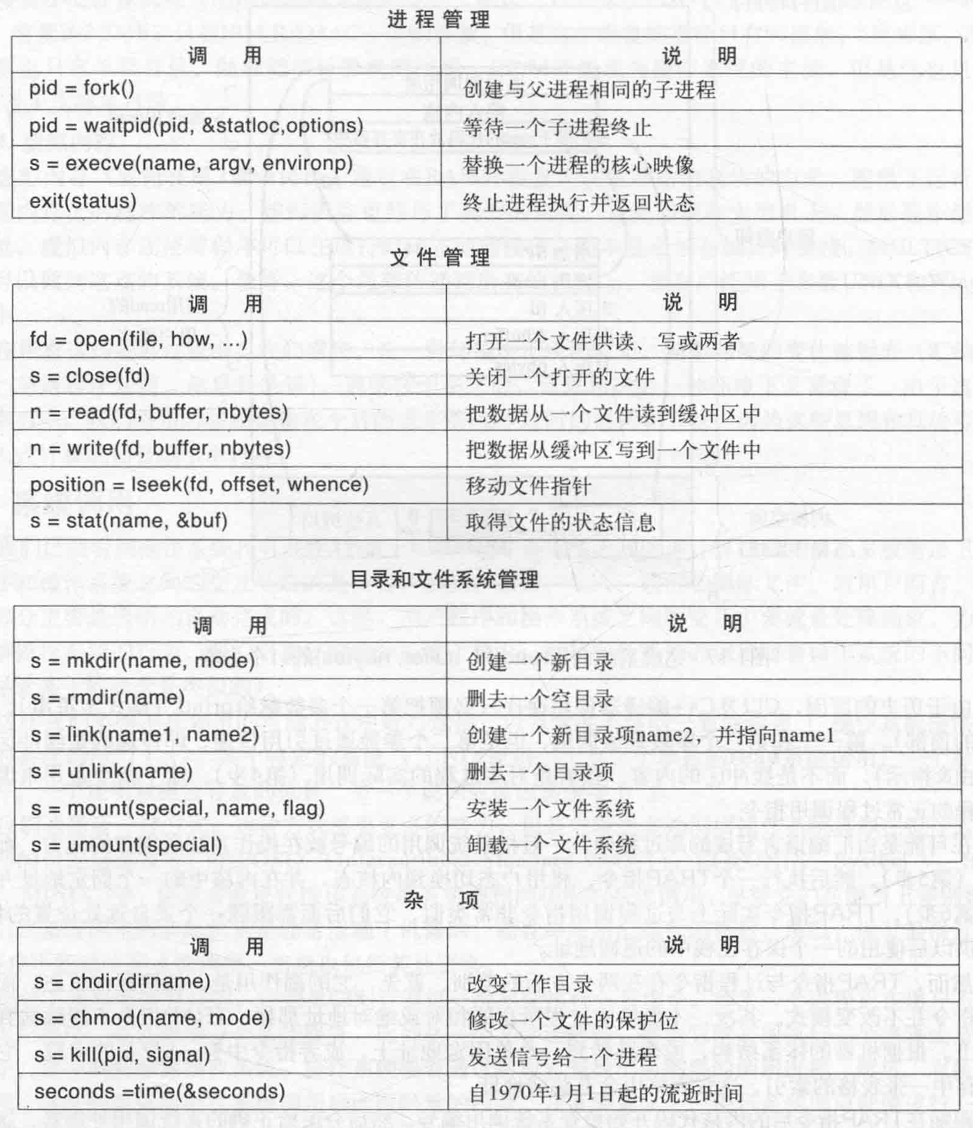 进程管理
调 用 说 明
pid = fork() 创建与父进程相同的子进程
pid = waitpid(pid, &statloc,options) 等待一个子进程终止
s = execve(name, argv, environp) 替换一个进程的核心映像
exit(status) 终止进程执行并返回状态
文件管理
调 用 说 明
fd = open(file, how, ...) 打开一个文件供读、写或两者
s = close(fd) 关闭一个打开的文件
n = read(fd, buffer, nbytes) 把数据从一个文件读到缓冲区中
n = write(fd, buffer, nbytes) 把数据从缓冲区写到一个文件中
position = lseek(fd, offset, whence) 移动文件指针
s = stat(name, &buf) 取得文件的状态信息
目录和文件系统管理
调 用 说 明
s = mkdir(name, mode) 创建一个新目录
s = rmdir(name) 删去一个空目录
s = link(name1, name2) 创建一个新目录项name2，并指向name1
s = unlink(name) 删去一个目录项
s = mount(special, name, flag) 安装一个文件系统
s = umount(special) 卸载一个文件系统
杂 项
调 用 说 明
s = chdir(dirname) 改变工作目录
s = chmod(name, mode) 修改一个文件的保护位
s = kill(pid, signal) 发送信号给一个进程
seconds =time(&seconds) 自1970年1月1日起的流逝时间